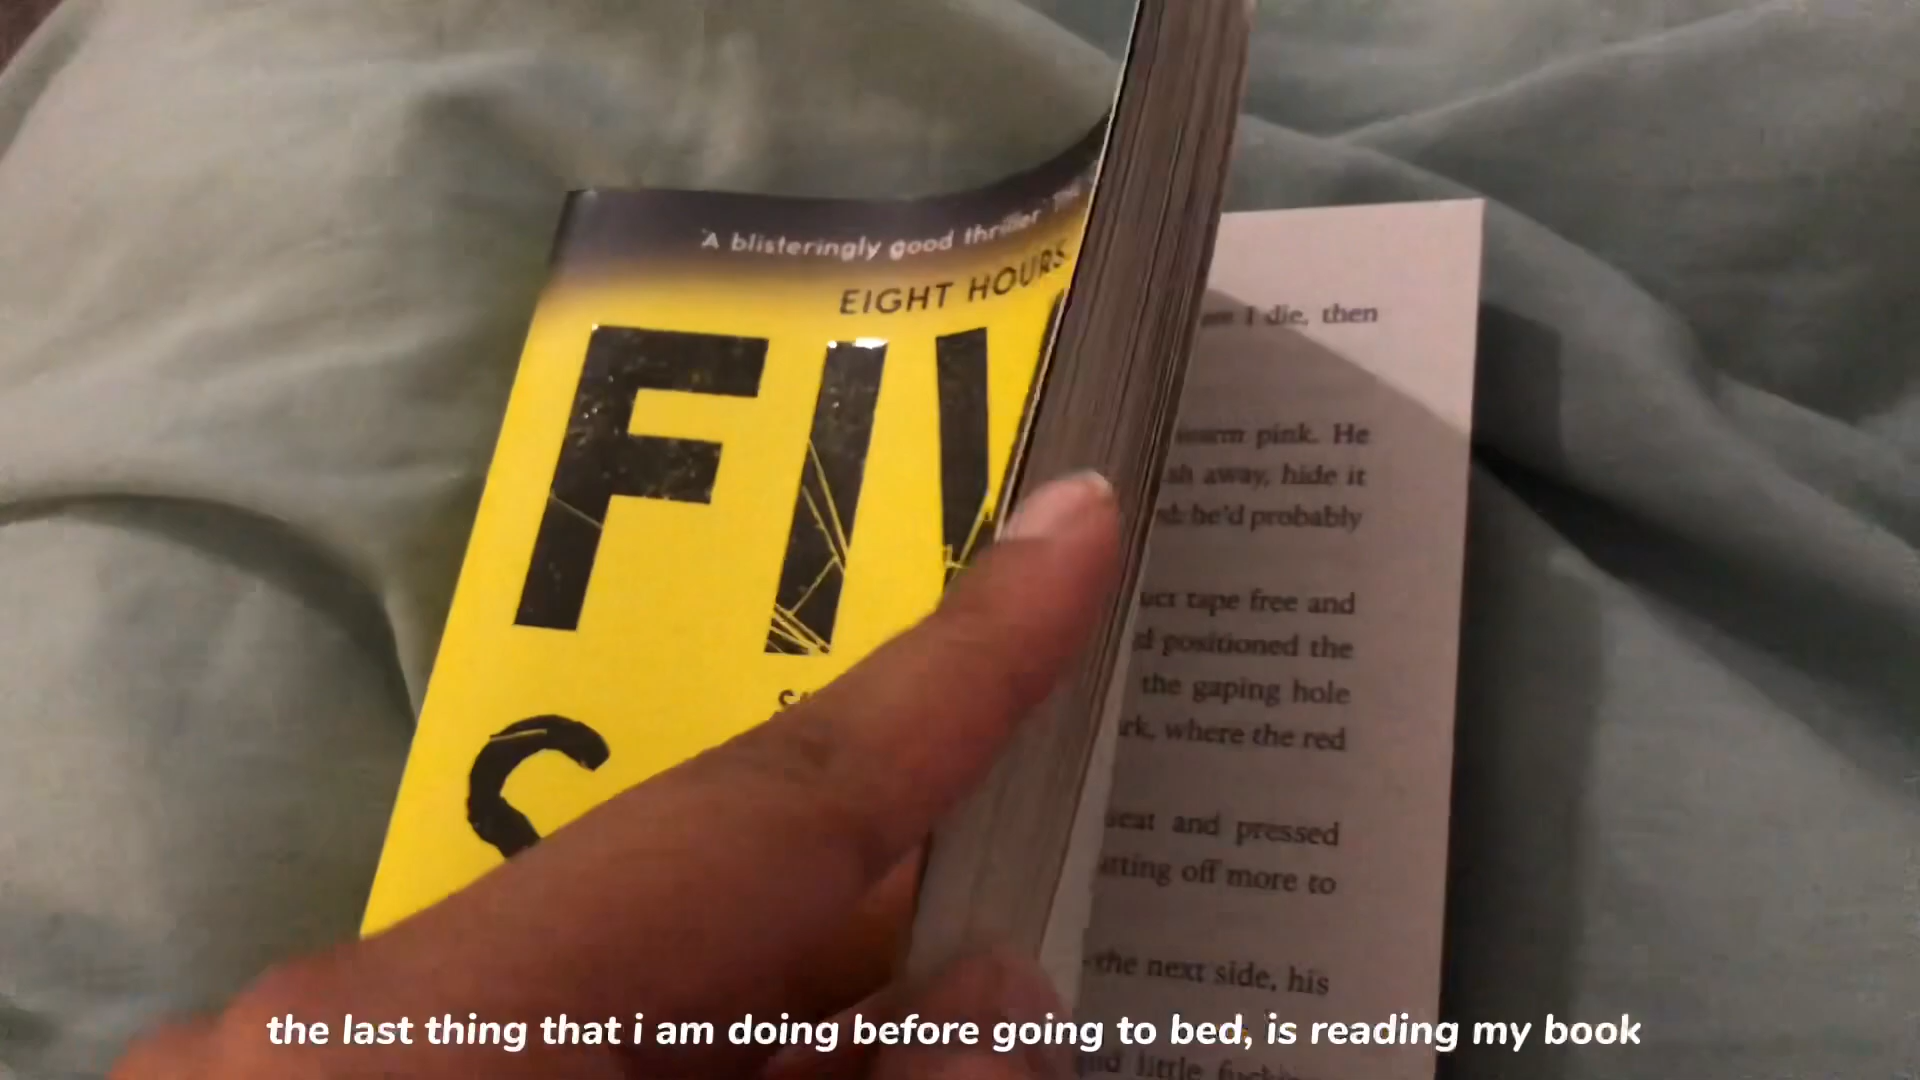 'A blisteringly good thriller
EIGHT HOURS.
FIV
S
I die, then
pink. He
away, hide it
he'd probably
tape free and
positioned the
the gaping hole
where the red
and pressed
off more to
the next side, his
the last thing that i am doing before going to bed, is reading my book
little